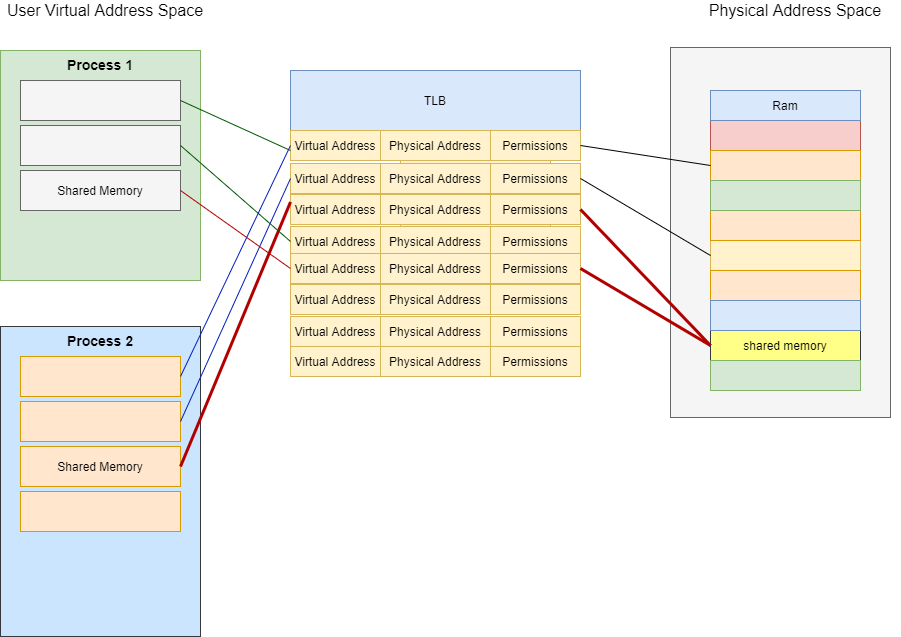 User Virtual Address Space
Physical Address Space
Process 1
Shared Memory
Process 2
Shared Memory
TLB
Virtual Address Physical Address Permissions
Virtual Address Physical Address Permissions
Virtual Address Physical Address Permissions
Virtual Address Physical Address Permissions
Virtual Address Physical Address Permissions
Virtual Address Physical Address Permissions
Virtual Address Physical Address Permissions
Virtual Address Physical Address Permissions
Ram
shared memory